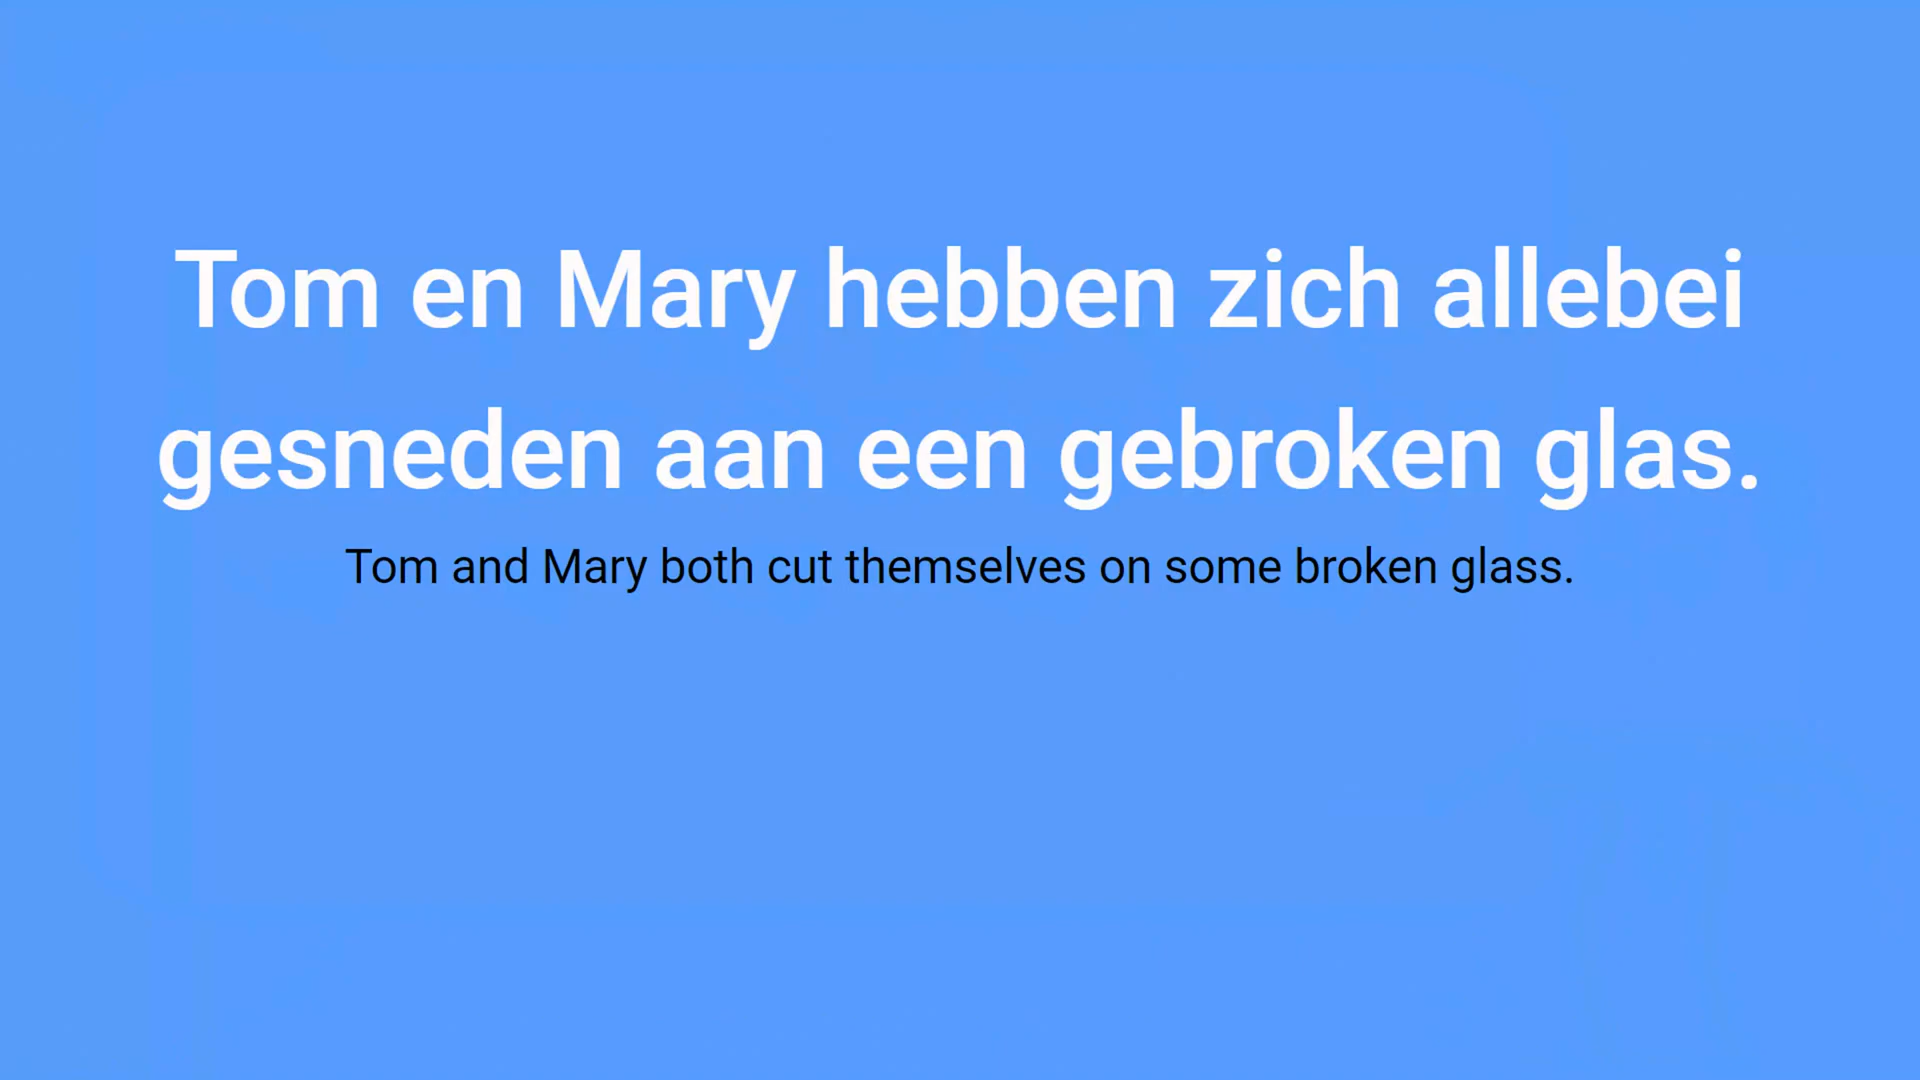 Tom en Mary hebben zich allebei
gesneden aan een gebroken glas.
Tom and Mary both cut themselves on some broken glass.